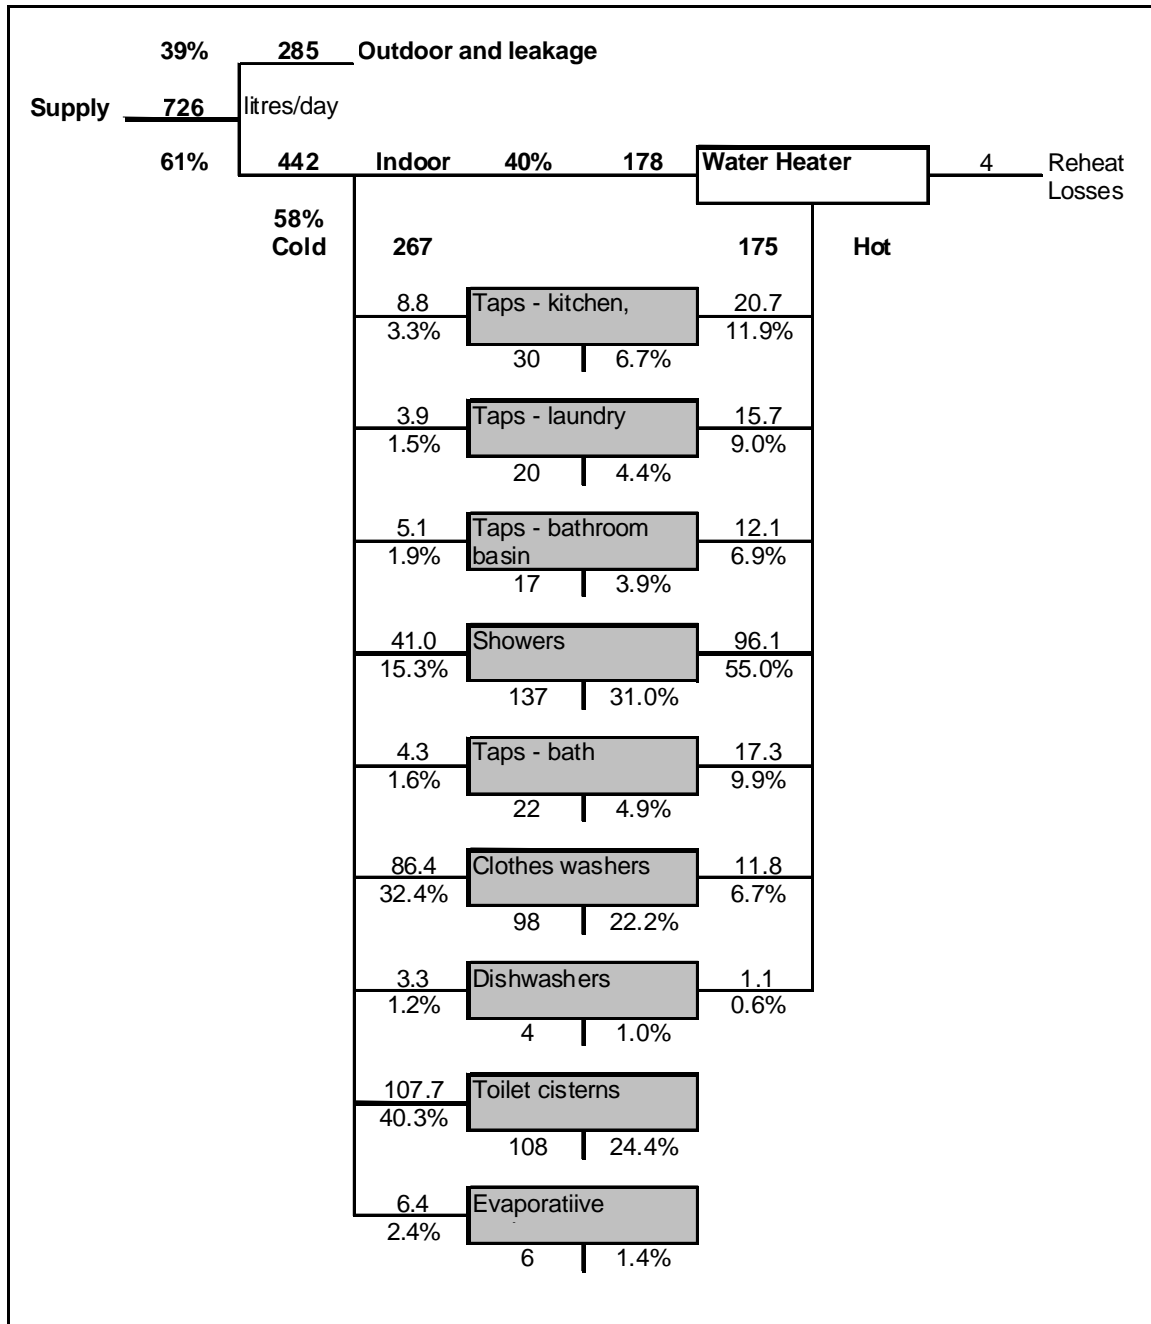 39% 285 Outdoor and leakage
Supply 726 litres/day
61% 442 Indoor 40% 178 Water Heater 4 Reheat
Losses
58%
Cold 267 175 Hot
8.8 Taps - kitchen, 20.7
3.3% 11.9%
30 6.7%
3.9 Taps - laundry 15.7
1.5% 9.0%
20 4.4%
5.1 Taps - bathroom 12.1
1.9% basin 6.9%
17 3.9%
41.0 Showers 96.1
15.3% 55.0%
137 31.0%
4.3 Taps - bath 17.3
1.6% 9.9%
22 4.9%
86.4 Clothes washers 11.8
32.4% 6.7%
98 22.2%
3.3 Dishwashers 1.1
1.2% 0.6%
4 1.0%
107.7 Toilet cisterns
40.3%
108 24.4%
6.4 Evaporatiive
2.4%
6 1.4%